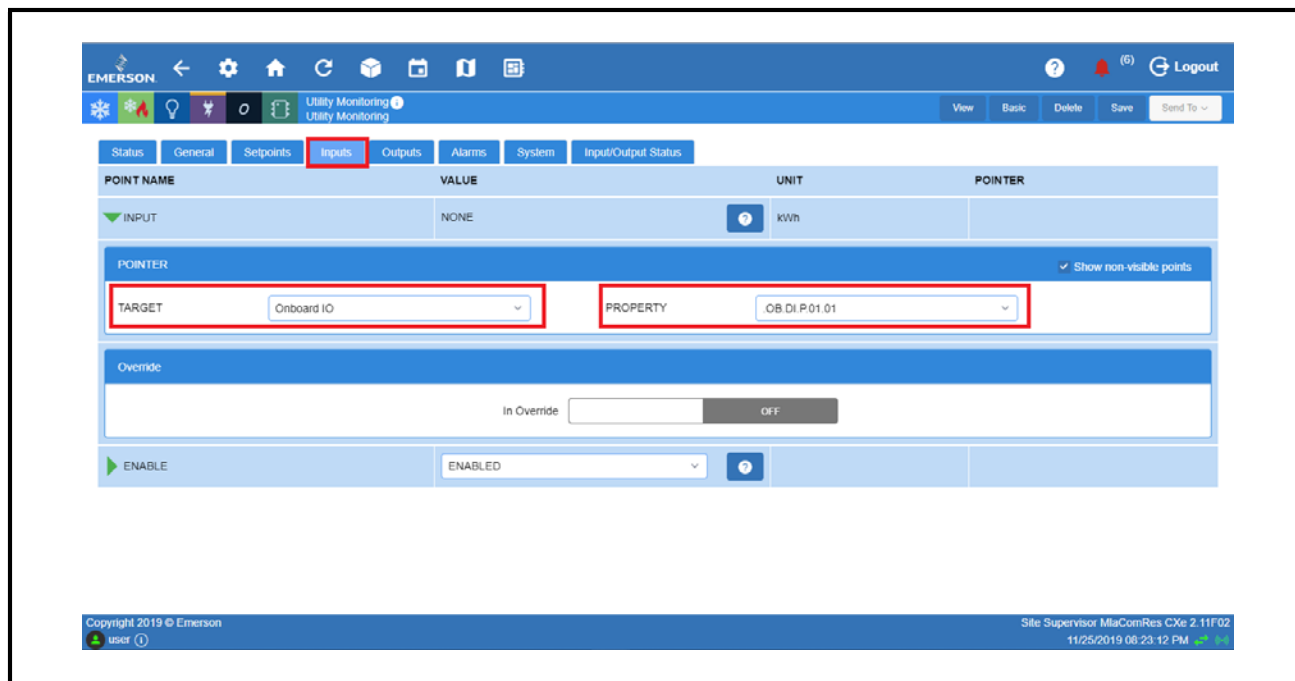 EMERSON.
(6) Logout
Utility Monitoring
Utility Monitoring
View Basic Delete Save Send To
Status General Setpoints Inputs Outputs Alarms System Input/Output Status
POINT NAME VALUE UNIT POINTER
INPUT NONE kWh
POINTER Show non-visible points
TARGET Onboard IO PROPERTY .OB.DI.P.01.01
Override
In Override OFF
ENABLE ENABLED
Copyright 2019 © Emerson Site Supervisor MlaComRes CXe 2.11F02
user 11/25/2019 08:23:12 PM